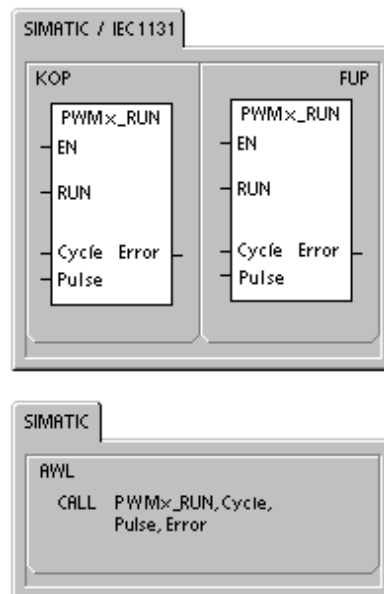 SIMATIC / IEC 1131
KOP
FUP
PWMx_RUN
EN
RUN
Cycle Error
Pulse
PWMx_RUN
EN
RUN
Cycle Error
Pulse
SIMATIC
AWL
CALL PWMx_RUN, Cycle,
Pulse, Error